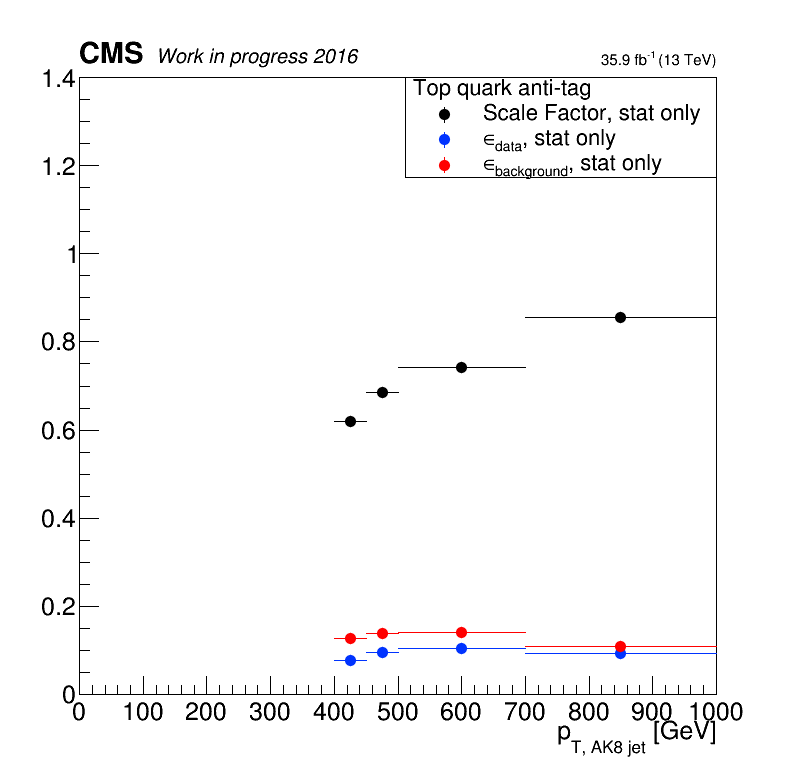 CMS Work in progress 2016 35.9 fb⁻¹ (13 TeV)
Top quark anti-tag
Scale Factor, stat only
∈data, stat only
∈background, stat only
1.4
1.2
1
0.8
0.6
0.4
0.2
0
0 100 200 300 400 500 600 700 800 900 1000
pT, AK8 jet [GeV]